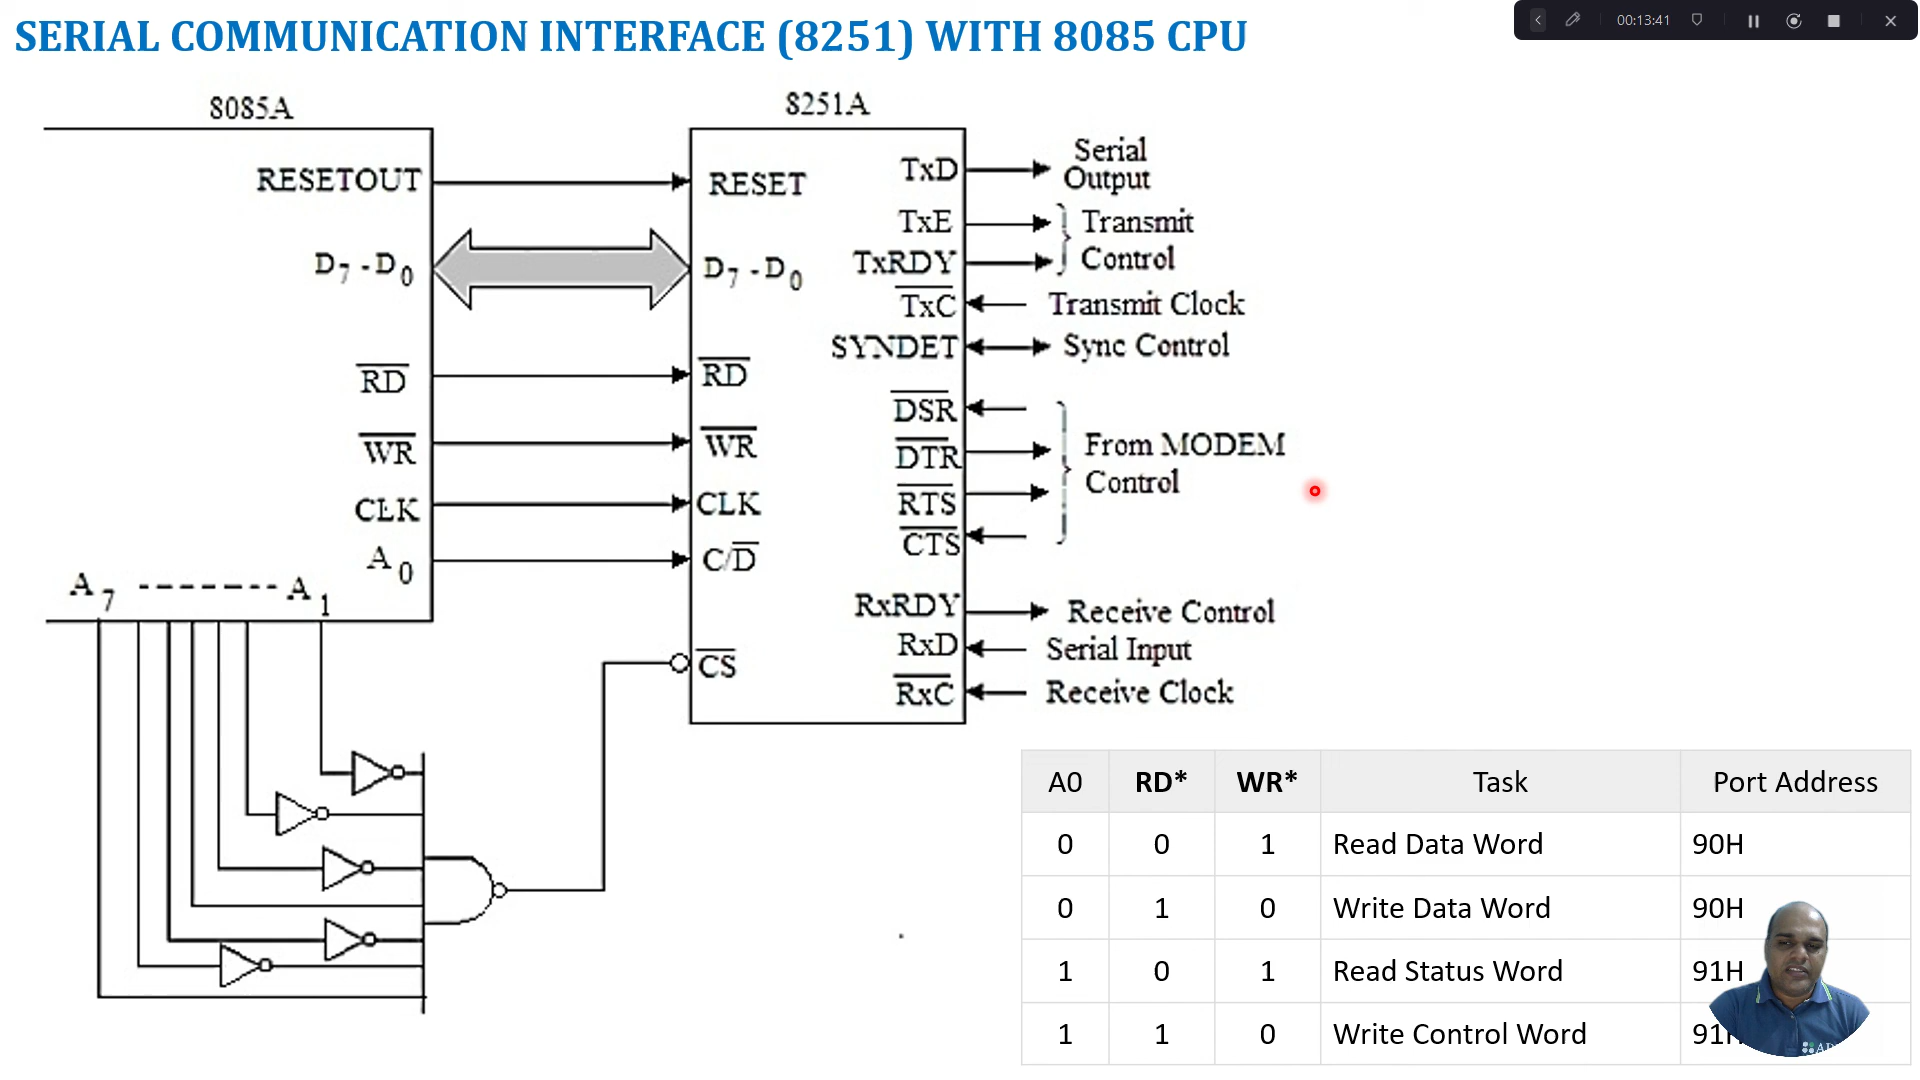 SERIAL COMMUNICATION INTERFACE (8251) WITH 8085 CPU
00:13:41
8085A
8251A
RESETOUT
D7 - D0
RD
WR
CLK
A0
A7 - - - - - - - A1
RESET
D7 - D0
RD
WR
CLK
C/D
CS
TxD
TxE
TxRDY
TxC
SYNDET
DSR
DTR
RTS
CTS
RxRDY
RxD
RxC
Serial
Output
Transmit
Control
Transmit Clock
Sync Control
From MODEM
Control
Receive Control
Serial Input
Receive Clock
A0 RD* WR* Task Port Address
0 0 1 Read Data Word 90H
0 1 0 Write Data Word 90H
1 0 1 Read Status Word 91H
1 1 0 Write Control Word 91H